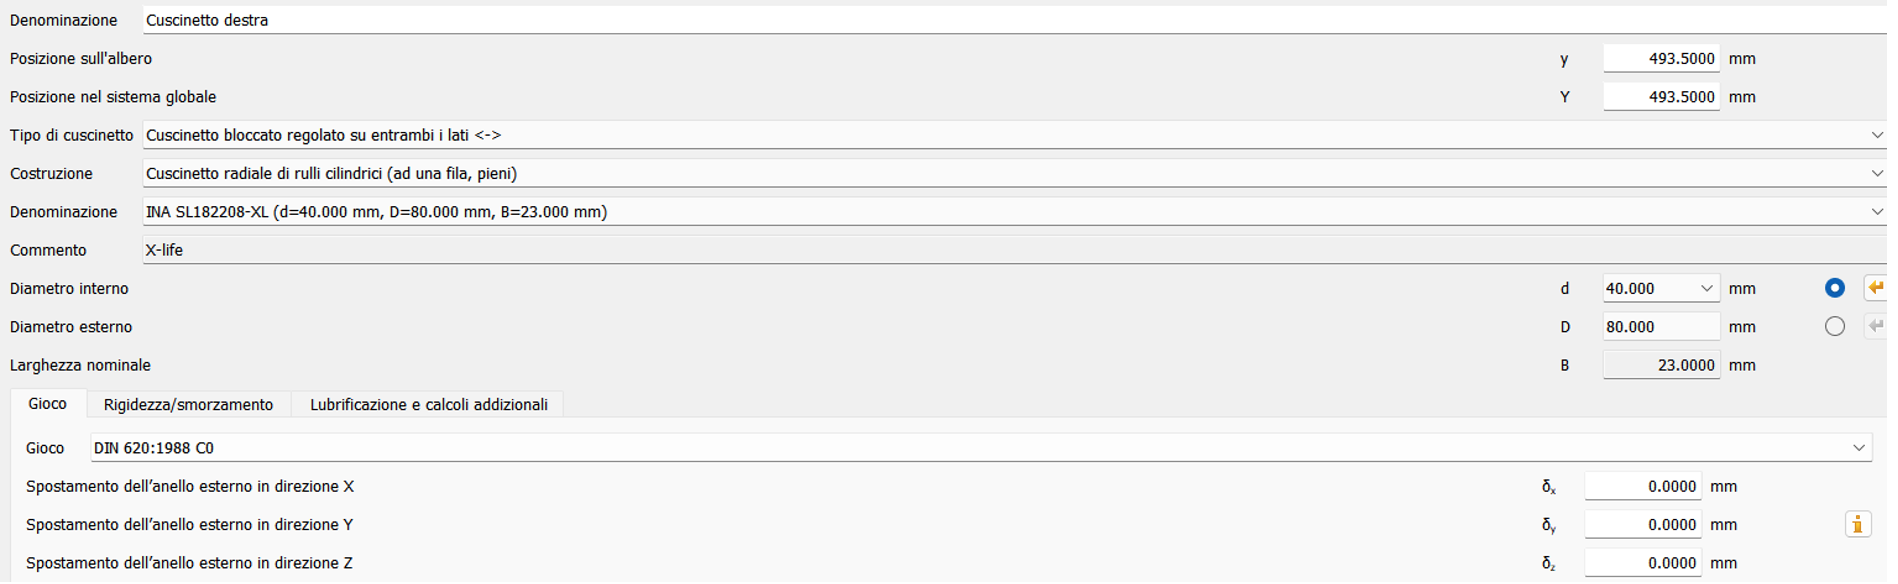 Denominazione Cuscinetto destra
Posizione sull'albero y 493.5000 mm
Posizione nel sistema globale Y 493.5000 mm
Tipo di cuscinetto Cuscinetto bloccato regolato su entrambi i lati <->
Costruzione Cuscinetto radiale di rulli cilindrici (ad una fila, pieni)
Denominazione INA SL182208-XL (d=40.000 mm, D=80.000 mm, B=23.000 mm)
Commento X-life
Diametro interno d 40.000 mm
Diametro esterno D 80.000 mm
Larghezza nominale B 23.0000 mm
Gioco Rigidezza/smorzamento Lubrificazione e calcoli addizionali
Gioco DIN 620:1988 C0
Spostamento dell’anello esterno in direzione X δx 0.0000 mm
Spostamento dell’anello esterno in direzione Y δy 0.0000 mm
Spostamento dell’anello esterno in direzione Z δz 0.0000 mm